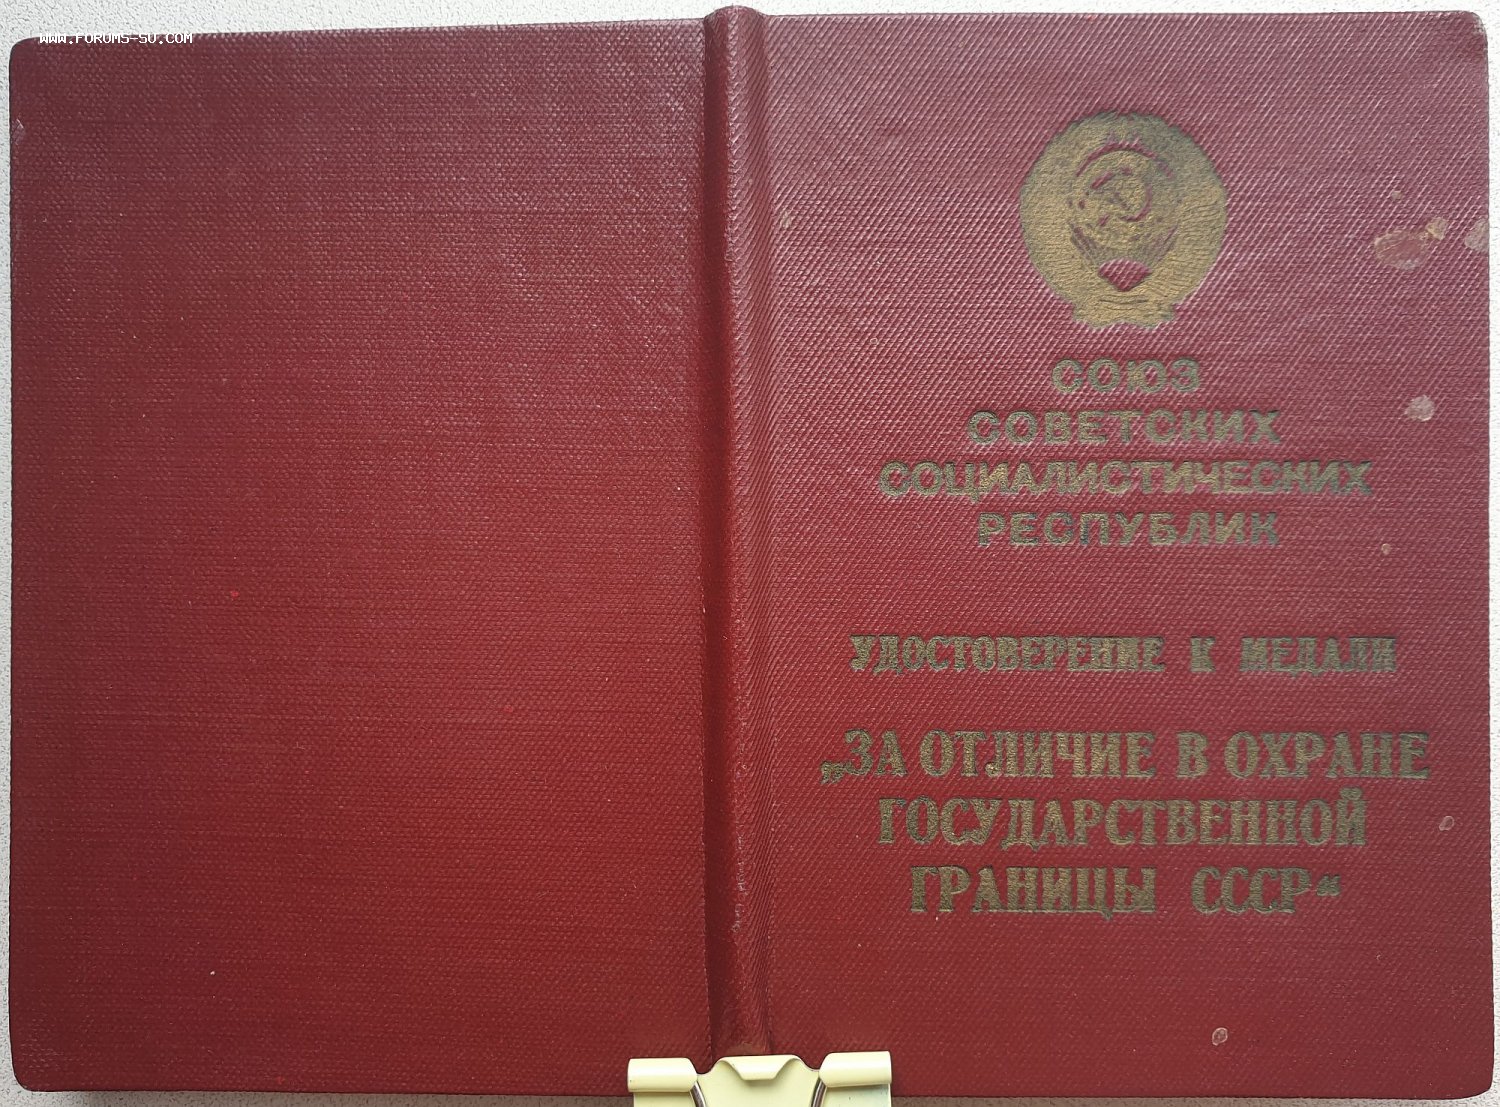 www.forums-su.com
СОЮЗ
СОВЕТСКИХ
СОЦИАЛИСТИЧЕСКИХ
РЕСПУБЛИК
УДОСТОВЕРЕНИЕ К МЕДАЛИ
„ЗА ОТЛИЧИЕ В ОХРАНЕ
ГОСУДАРСТВЕННОЙ
ГРАНИЦЫ СССР“